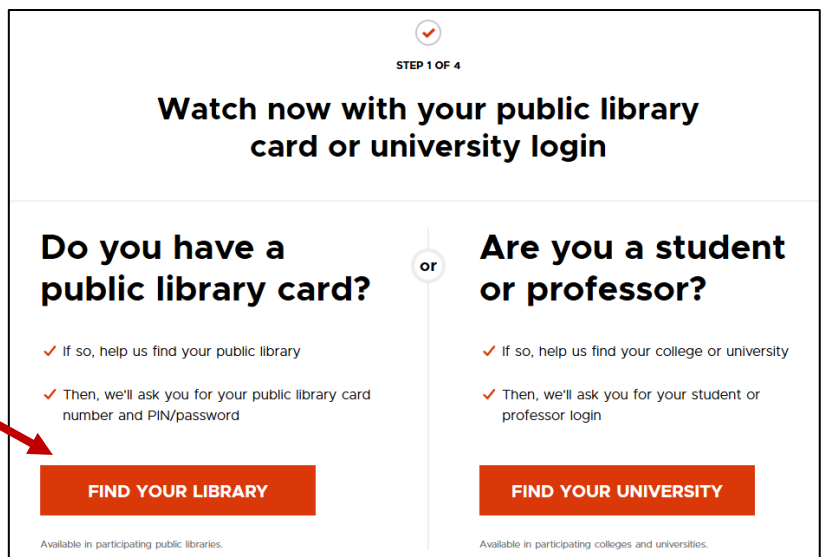 STEP 1 OF 4
Watch now with your public library
card or university login
Do you have a
public library card?
If so, help us find your public library
Then, we'll ask you for your public library card
number and PIN/password
FIND YOUR LIBRARY
Available in participating public libraries.
or
Are you a student
or professor?
If so, help us find your college or university
Then, we'll ask you for your student or
professor login
FIND YOUR UNIVERSITY
Available in participating colleges and universities.